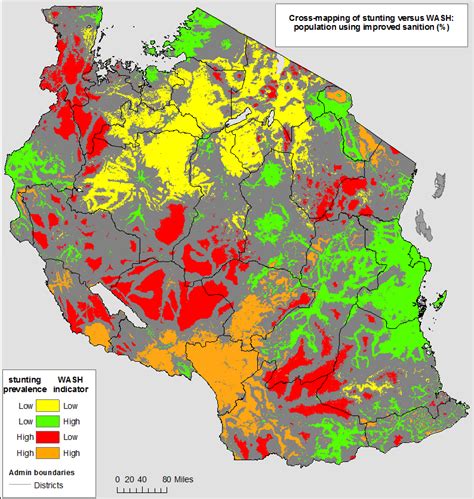 Cross-mapping of stunting versus WASH:
population using improved sanition (%)
stunting WASH
prevalence indicator
Low Low
Low High
High Low
High High
Admin boundaries
Districts
0 20 40 80 Miles